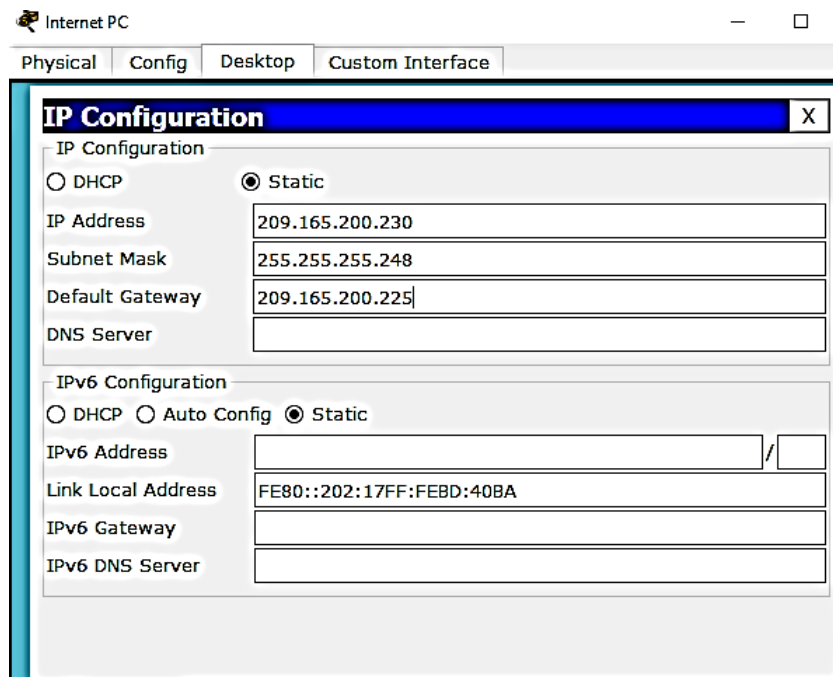 Internet PC
Physical Config Desktop Custom Interface
IP Configuration X
IP Configuration
DHCP Static
IP Address 209.165.200.230
Subnet Mask 255.255.255.248
Default Gateway 209.165.200.225
DNS Server
IPv6 Configuration
DHCP Auto Config Static
IPv6 Address /
Link Local Address FE80::202:17FF:FEBD:40BA
IPv6 Gateway
IPv6 DNS Server